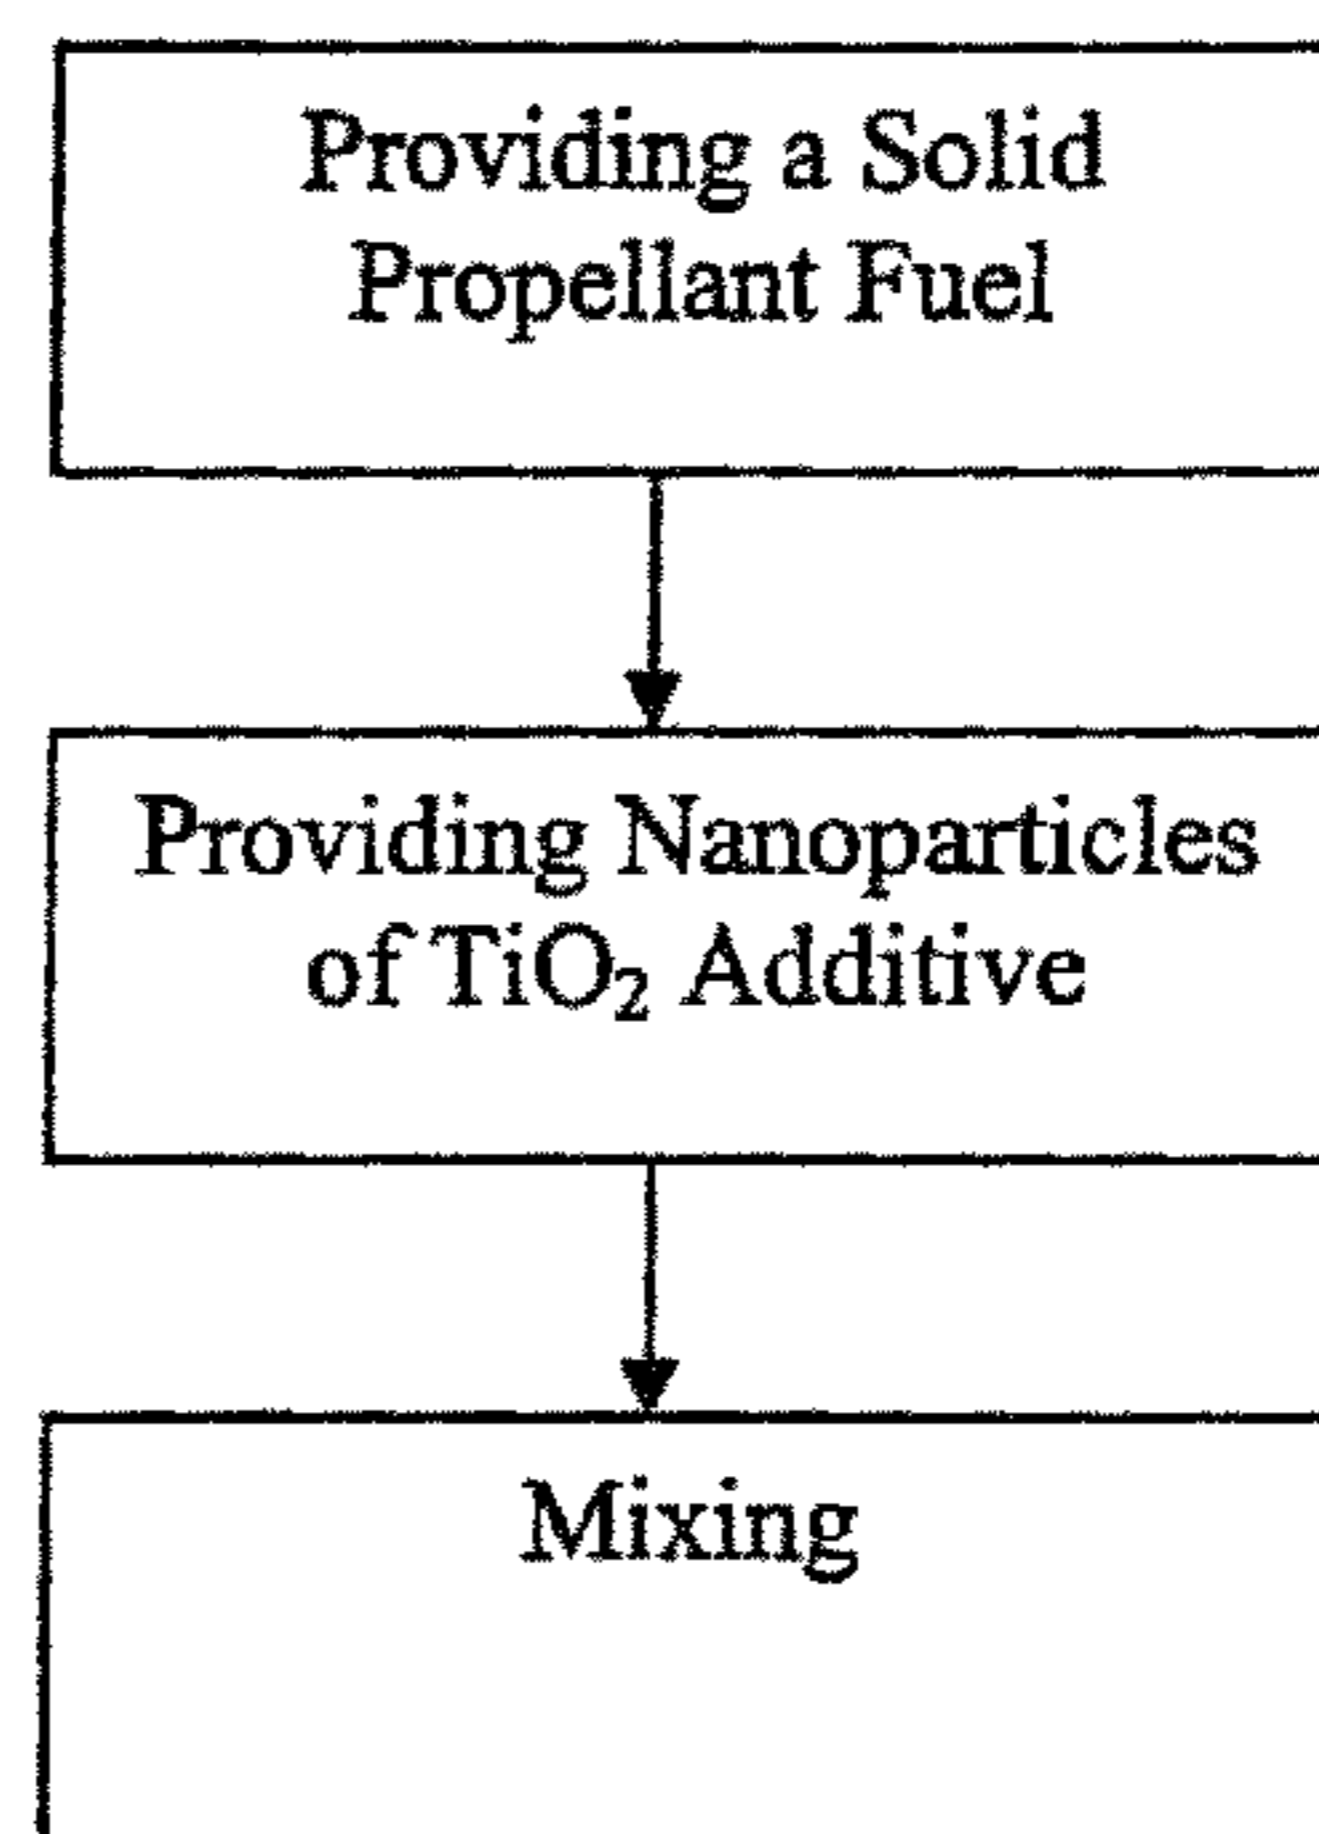 Providing a Solid
Propellant Fuel
Providing Nanoparticles
of TiO₂ Additive
Mixing